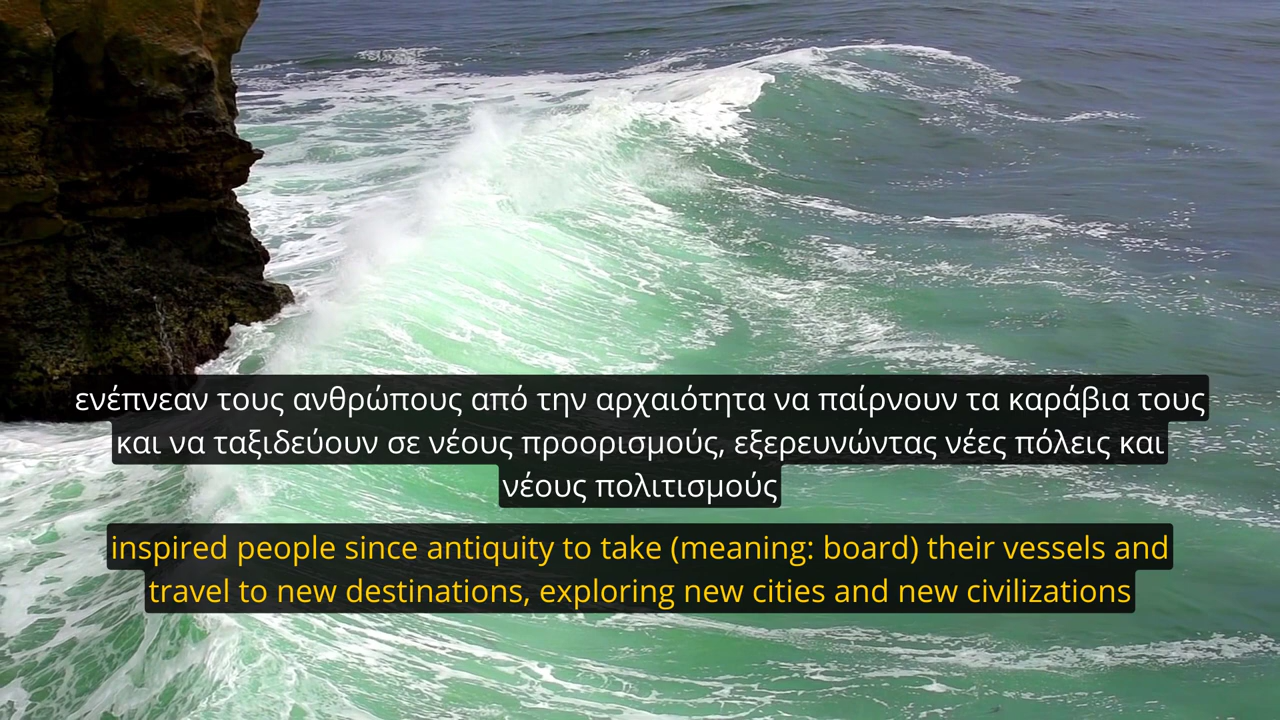 ενέπνεαν τους ανθρώπους από την αρχαιότητα να παίρνουν τα καράβια τους
και να ταξιδεύουν σε νέους προορισμούς, εξερευνώντας νέες πόλεις και
νέους πολιτισμούς
inspired people since antiquity to take (meaning: board) their vessels and
travel to new destinations, exploring new cities and new civilizations